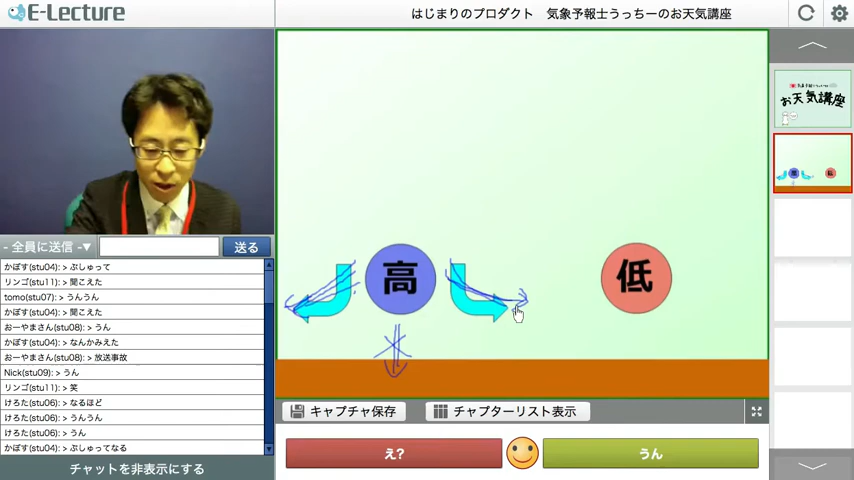 E-Lecture
はじまりのプロダクト 気象予報士うっちーのお天気講座
お天気講座
高
低
- 全員に送信 -▼
送る
かぼす(stu04): > ぷしゅって
リンゴ(stu11): > 聞こえた
tomo(stu07): > うんうん
かぼす(stu04): > 聞こえた
おーやまさん(stu08): > うん
かぼす(stu04): > なんかみえた
おーやまさん(stu08): > 放送事故
Nick(stu09): > うん
リンゴ(stu11): > 笑
けろた(stu06): > なるほど
けろた(stu06): > うんうん
けろた(stu06): > うん
かぼす(stu04): > ぷしゅってなる
チャットを非表示にする
キャプチャ保存
チャプターリスト表示
え?
うん